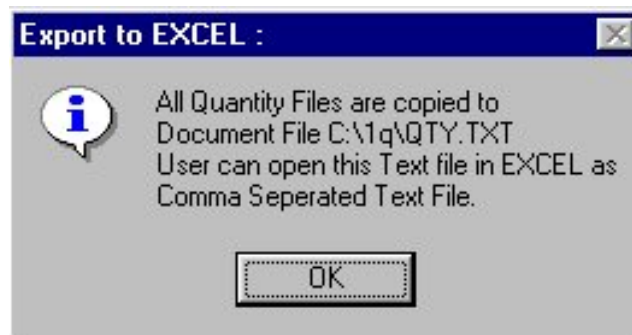 Export to EXCEL :
All Quantity Files are copied to
Document File C:\1q\QTY.TXT
User can open this Text file in EXCEL as
Comma Seperated Text File.
OK